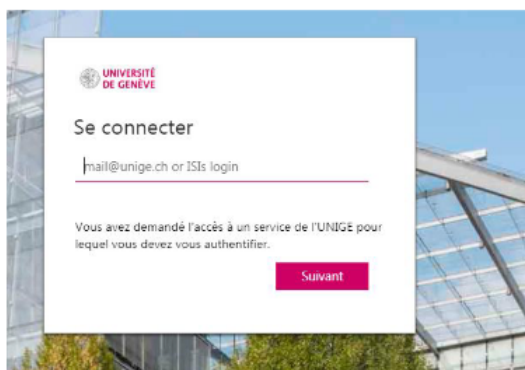 UNIVERSITÉ
DE GENÈVE
Se connecter
mail@unige.ch or ISIs login
Vous avez demandé l'accès à un service de l'UNIGE pour
lequel vous devez vous authentifier.
Suivant